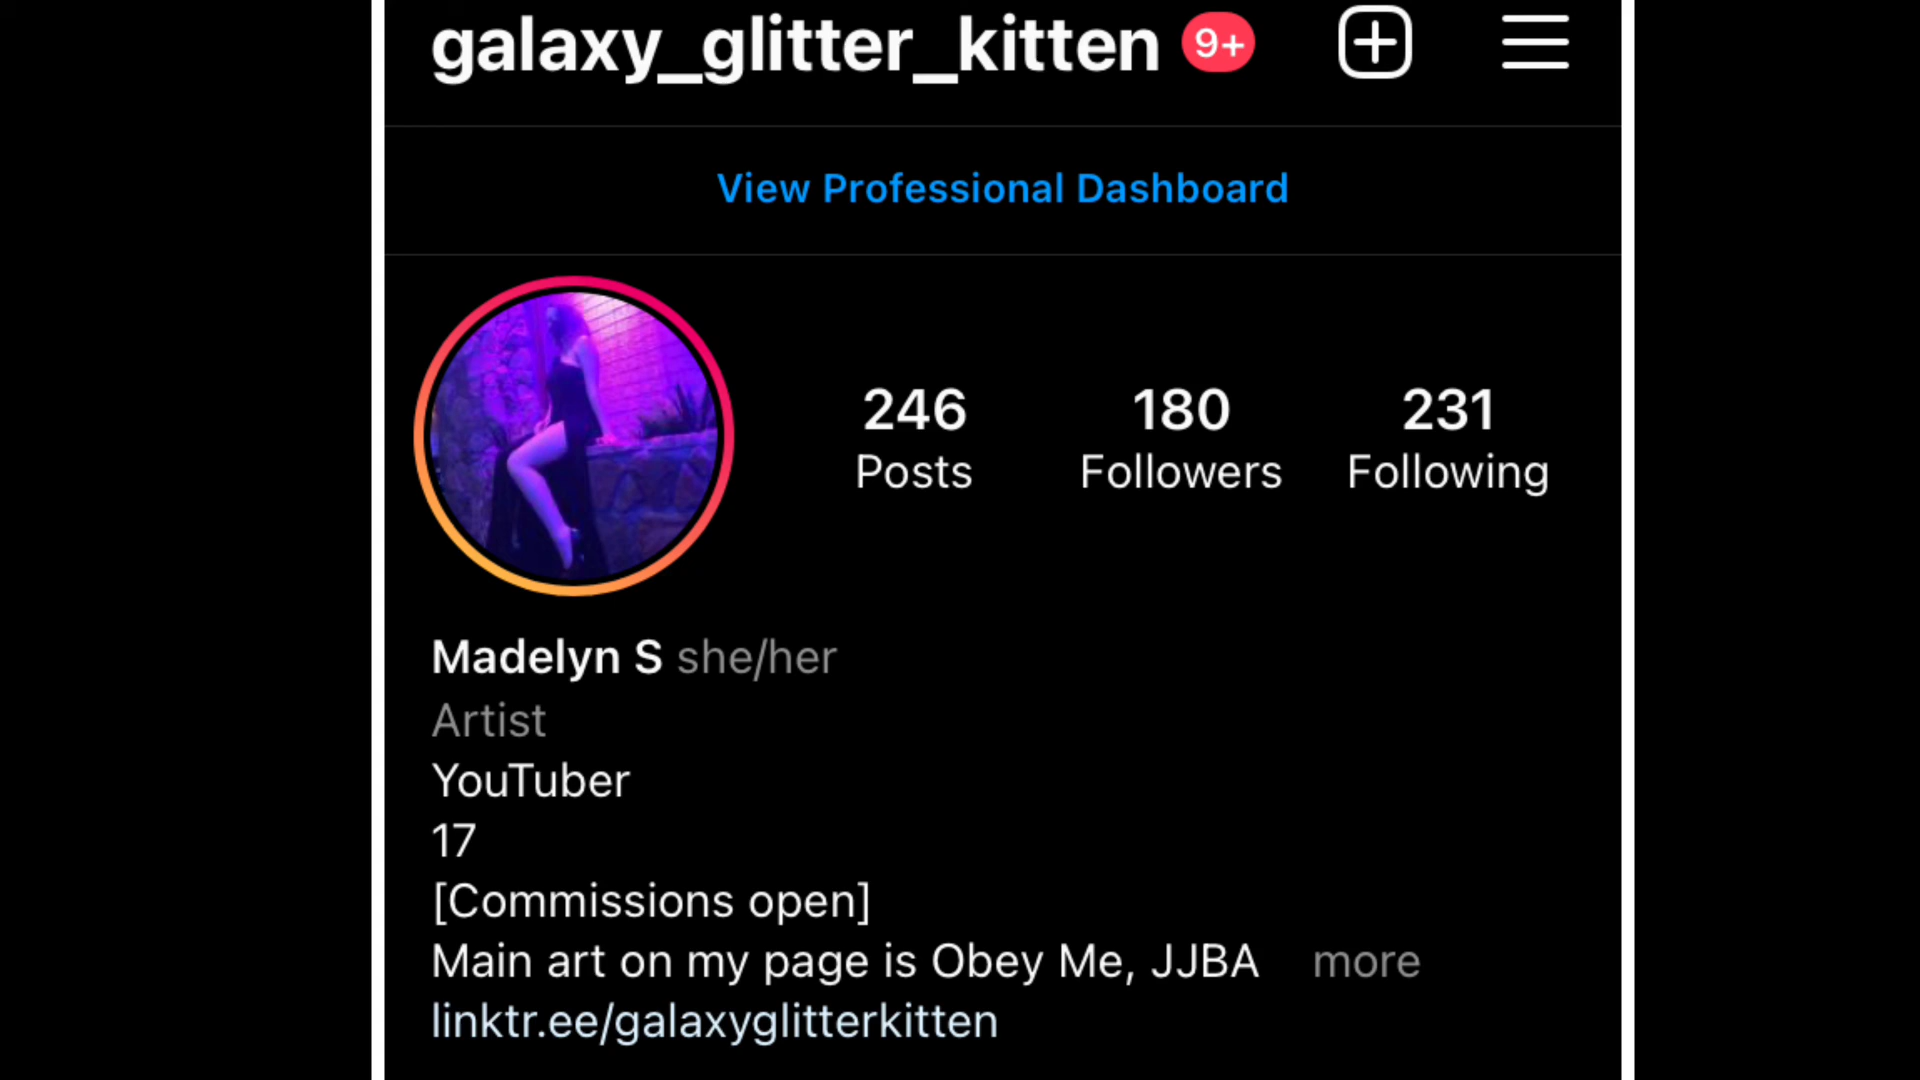 galaxy_glitter_kitten 9+
View Professional Dashboard
246 180 231
Posts Followers Following
Madelyn S she/her
Artist
YouTuber
17
[Commissions open]
Main art on my page is Obey Me, JJBA more
linktr.ee/galaxyglitterkitten